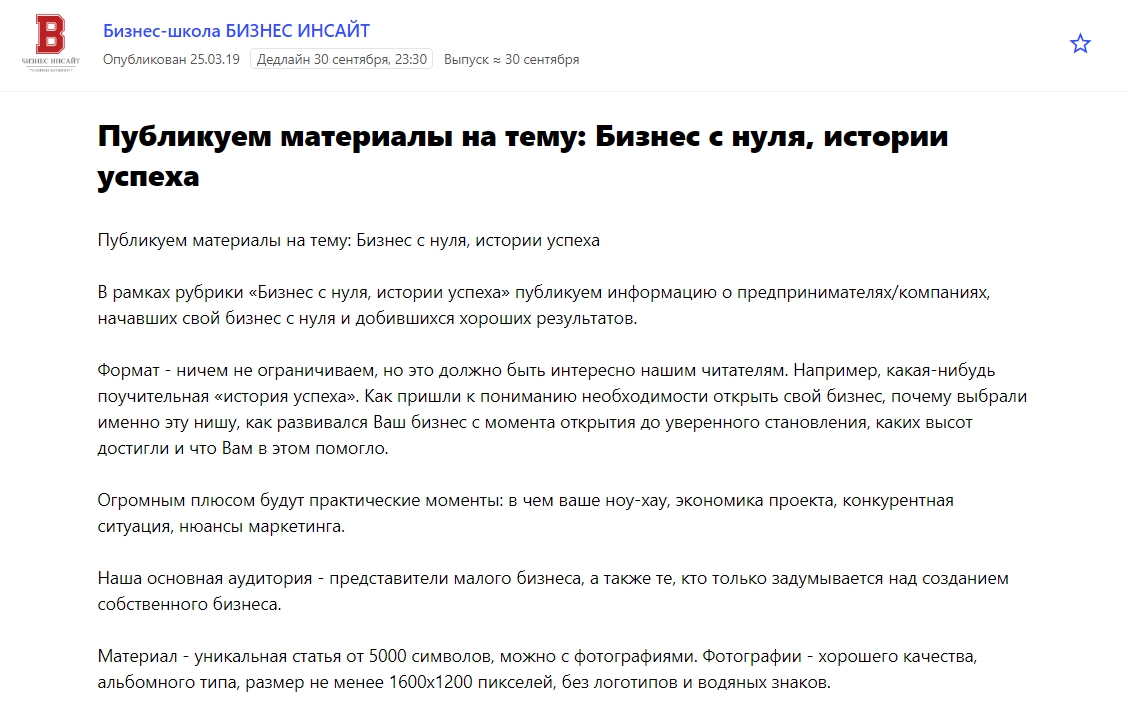 B
БИЗНЕС ИНСАЙТ
Бизнес-школа БИЗНЕС ИНСАЙТ
Опубликован 25.03.19 Дедлайн 30 сентября, 23:30 Выпуск ≈ 30 сентября
Публикуем материалы на тему: Бизнес с нуля, истории
успеха
Публикуем материалы на тему: Бизнес с нуля, истории успеха
В рамках рубрики «Бизнес с нуля, истории успеха» публикуем информацию о предпринимателях/компаниях,
начавших свой бизнес с нуля и добившихся хороших результатов.
Формат - ничем не ограничиваем, но это должно быть интересно нашим читателям. Например, какая-нибудь
поучительная «история успеха». Как пришли к пониманию необходимости открыть свой бизнес, почему выбрали
именно эту нишу, как развивался Ваш бизнес с момента открытия до уверенного становления, каких высот
достигли и что Вам в этом помогло.
Огромным плюсом будут практические моменты: в чем ваше ноу-хау, экономика проекта, конкурентная
ситуация, нюансы маркетинга.
Наша основная аудитория - представители малого бизнеса, а также те, кто только задумывается над созданием
собственного бизнеса.
Материал - уникальная статья от 5000 символов, можно с фотографиями. Фотографии - хорошего качества,
альбомного типа, размер не менее 1600x1200 пикселей, без логотипов и водяных знаков.